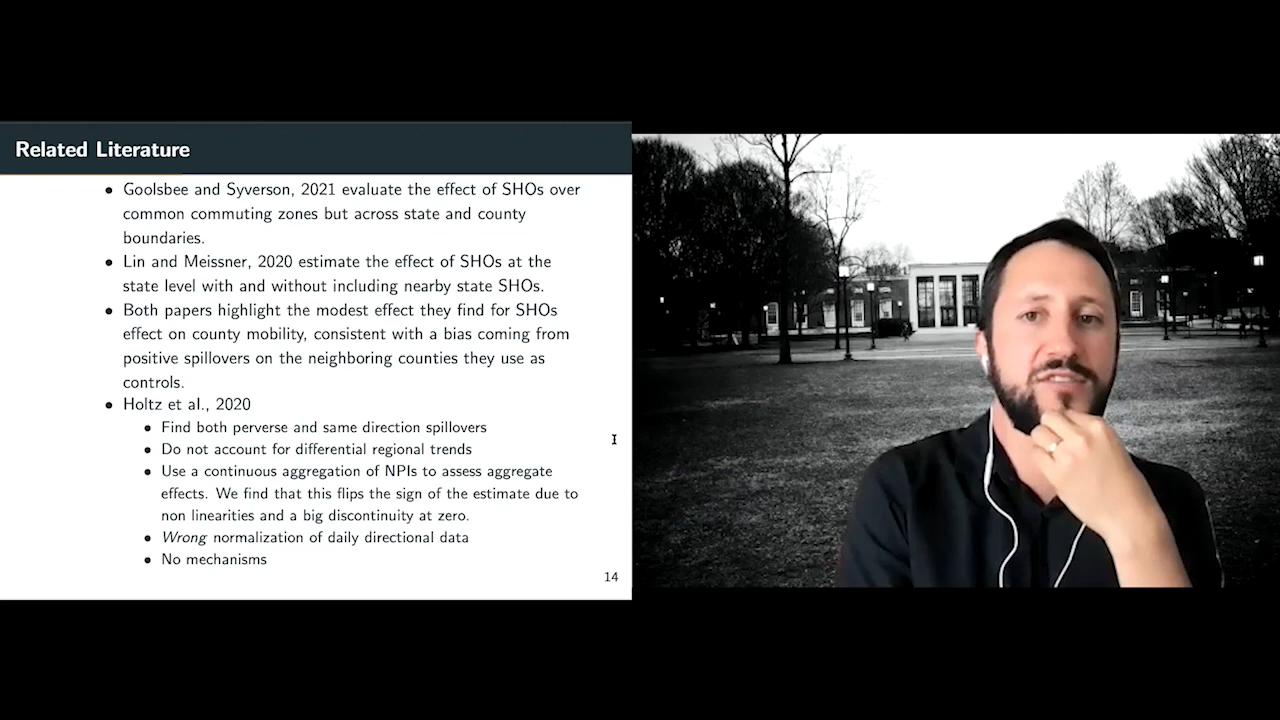 Related Literature
• Goolsbee and Syverson, 2021 evaluate the effect of SHOs over
common commuting zones but across state and county
boundaries.
• Lin and Meissner, 2020 estimate the effect of SHOs at the
state level with and without including nearby state SHOs.
• Both papers highlight the modest effect they find for SHOs
effect on county mobility, consistent with a bias coming from
positive spillovers on the neighboring counties they use as
controls.
• Holtz et al., 2020
• Find both perverse and same direction spillovers
• Do not account for differential regional trends
• Use a continuous aggregation of NPIs to assess aggregate
effects. We find that this flips the sign of the estimate due to
non linearities and a big discontinuity at zero.
• Wrong normalization of daily directional data
• No mechanisms
14